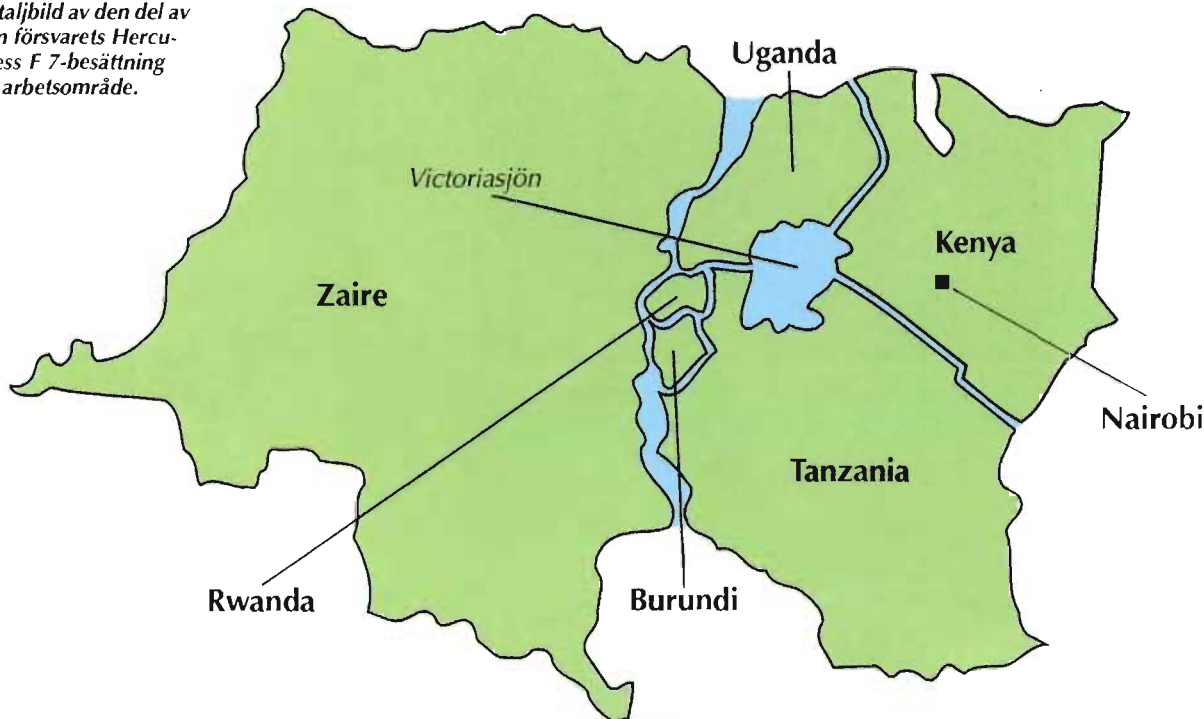 taljbild av den del av
n försvarets Hercu-
ess F 7-besättning
arbetsområde.
Uganda
Victoriasjön
Kenya
Zaire
Nairobi
Tanzania
Rwanda
Burundi